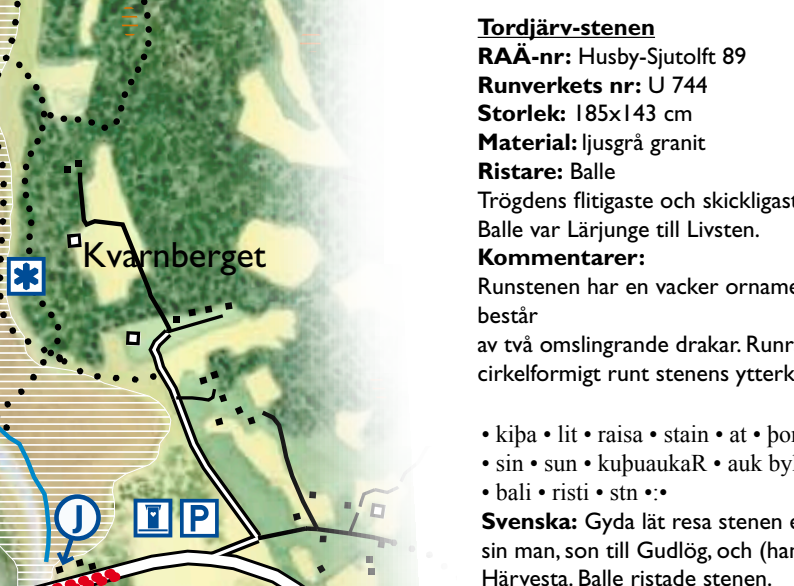 Kvarnberget
J
P
Tordjärv-stenen
RAÄ-nr: Husby-Sjutolft 89
Runverkets nr: U 744
Storlek: 185x143 cm
Material: ljusgrå granit
Ristare: Balle
Trögdens flitigaste och skickligast
Balle var Lärjunge till Livsten.
Kommentarer:
Runstenen har en vacker orname
består
av två omslingrande drakar. Runr
cirkelformigt runt stenens ytterk
• kiþa • lit • raisa • stain • at • þor
• sin • sun • kuþuaukaR • auk by
• bali • risti • stn •:•
Svenska: Gyda lät resa stenen e
sin man, son till Gudlög, och (han
Härvesta. Balle ristade stenen.